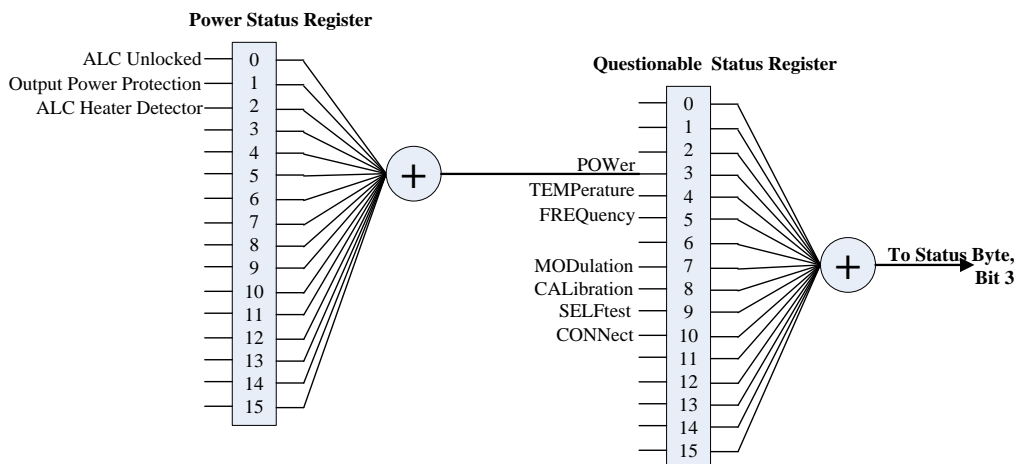 Power Status Register
ALC Unlocked
Output Power Protection
ALC Heater Detector
0
1
2
3
4
5
6
7
8
9
10
11
12
13
14
15
+
Questionable Status Register
POWer
TEMPerature
FREQuency
MODulation
CALibration
SELFtest
CONNect
0
1
2
3
4
5
6
7
8
9
10
11
12
13
14
15
+
To Status Byte,
Bit 3